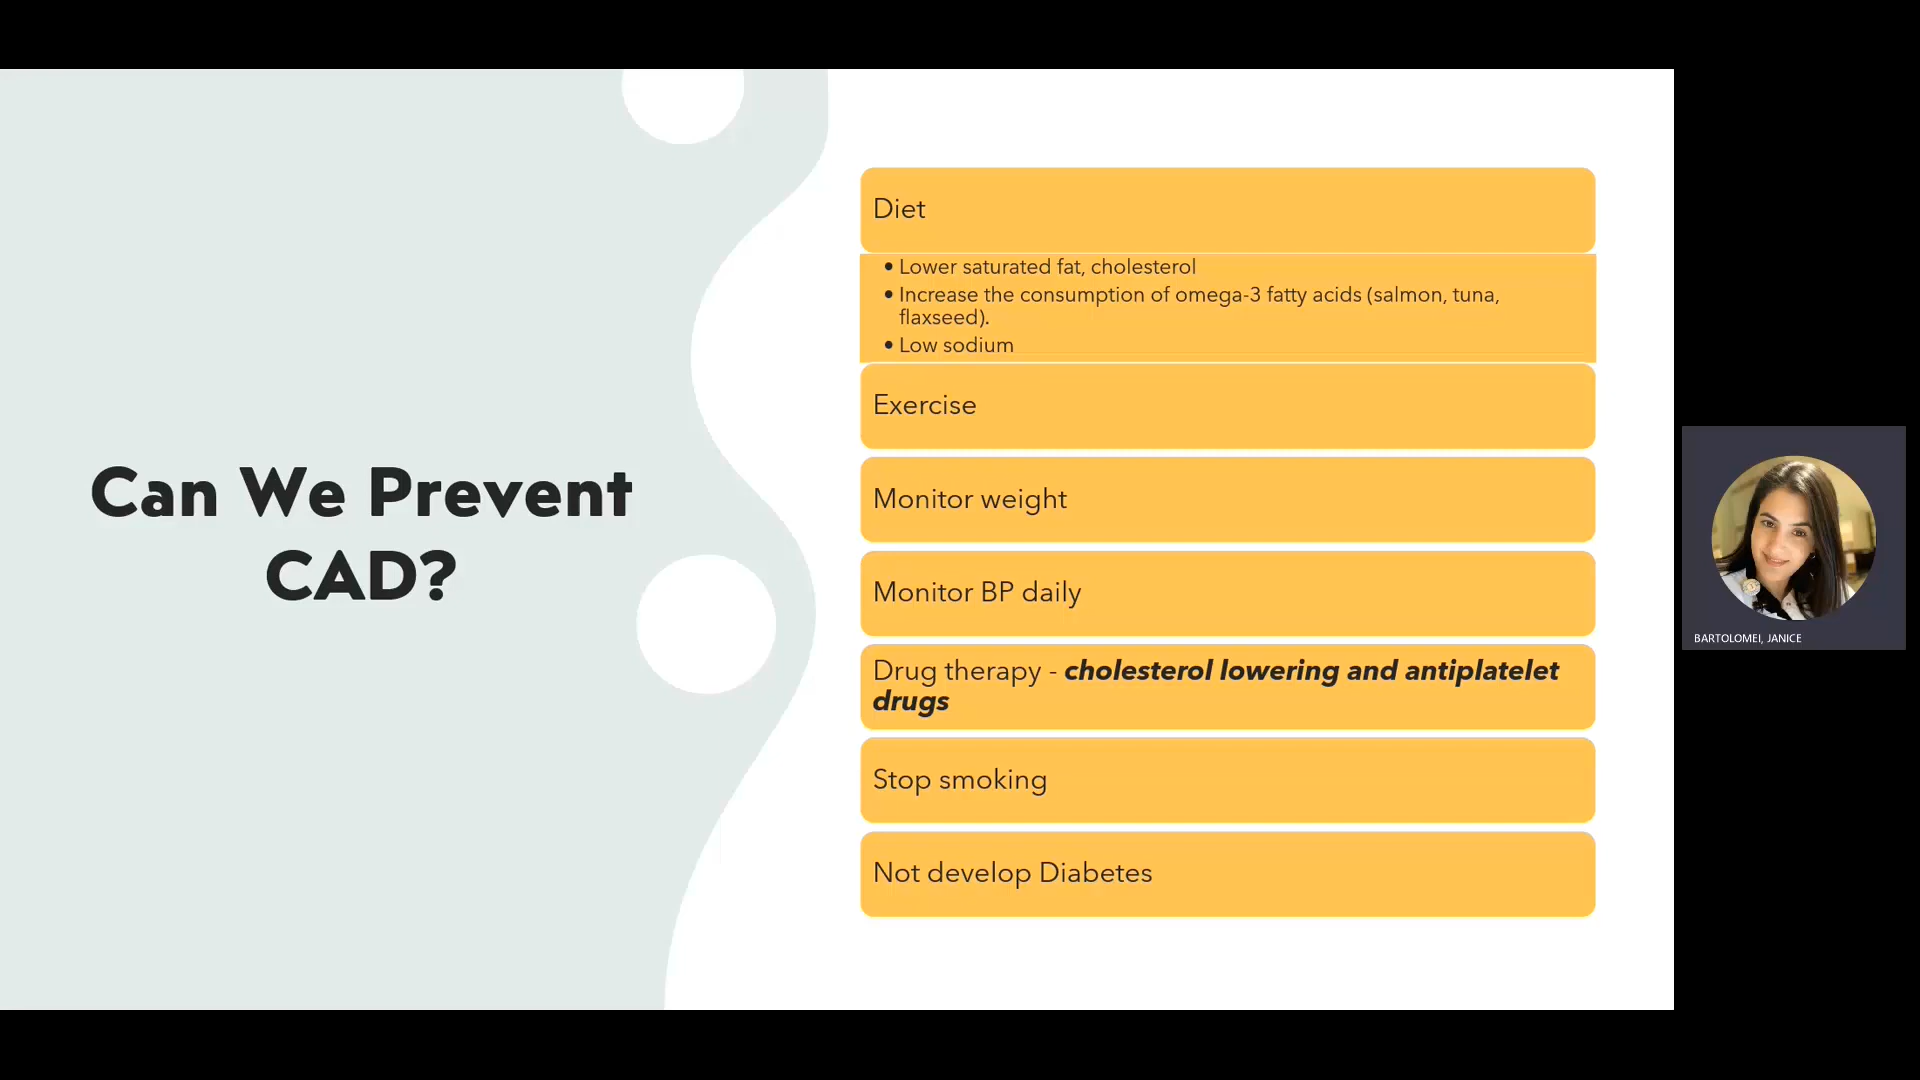 Can We Prevent
CAD?
Diet
• Lower saturated fat, cholesterol
• Increase the consumption of omega-3 fatty acids (salmon, tuna,
flaxseed).
• Low sodium
Exercise
Monitor weight
Monitor BP daily
Drug therapy - cholesterol lowering and antiplatelet
drugs
Stop smoking
Not develop Diabetes
BARTOLOMEI, JANICE